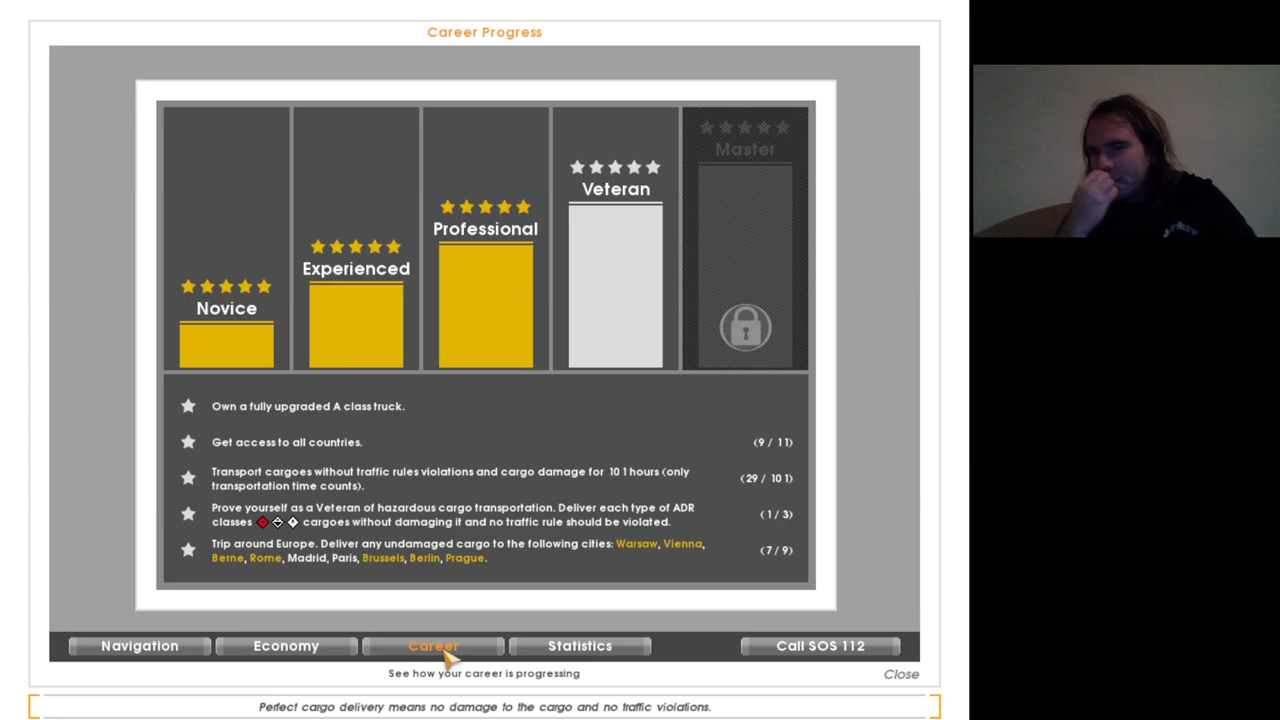 Career Progress
Master
Veteran
Professional
Experienced
Novice
Own a fully upgraded A class truck.
Get access to all countries. (9 / 11)
Transport cargoes without traffic rules violations and cargo damage for 101 hours (only
transportation time counts). (29 / 101)
Prove yourself as a Veteran of hazardous cargo transportation. Deliver each type of ADR
classes cargoes without damaging it and no traffic rule should be violated. (1 / 3)
Trip around Europe. Deliver any undamaged cargo to the following cities: Warsaw, Vienna,
Berne, Rome, Madrid, Paris, Brussels, Berlin, Prague. (7 / 9)
Navigation Economy Career Statistics Call SOS 112
See how your career is progressing
Close
Perfect cargo delivery means no damage to the cargo and no traffic violations.